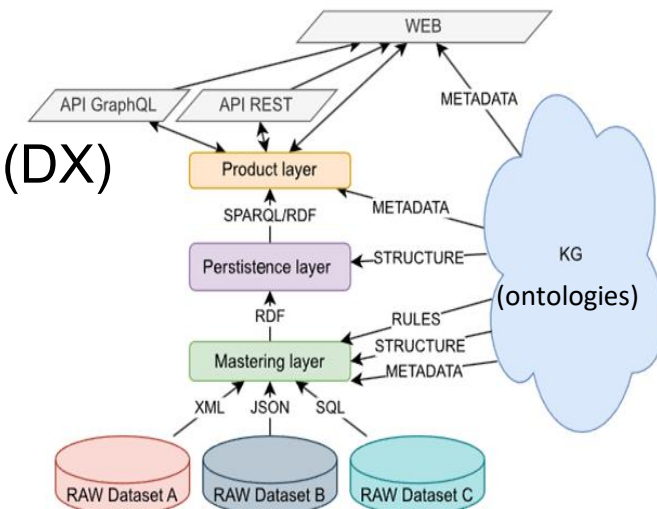 WEB
API GraphQL
API REST
METADATA
(DX)
Product layer
SPARQL/RDF
METADATA
Perstistence layer
STRUCTURE
KG
(ontologies)
RDF
RULES
STRUCTURE
Mastering layer
METADATA
XML
JSON
SQL
RAW Dataset A
RAW Dataset B
RAW Dataset C